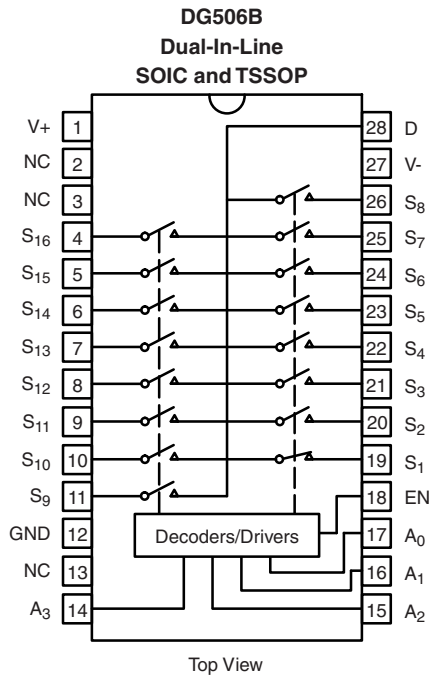 DG506B
Dual-In-Line
SOIC and TSSOP
V+ 1 28 D
NC 2 27 V-
NC 3 26 S8
S16 4 25 S7
S15 5 24 S6
S14 6 23 S5
S13 7 22 S4
S12 8 21 S3
S11 9 20 S2
S10 10 19 S1
S9 11 18 EN
GND 12 Decoders/Drivers 17 A0
NC 13 16 A1
A3 14 15 A2
Top View